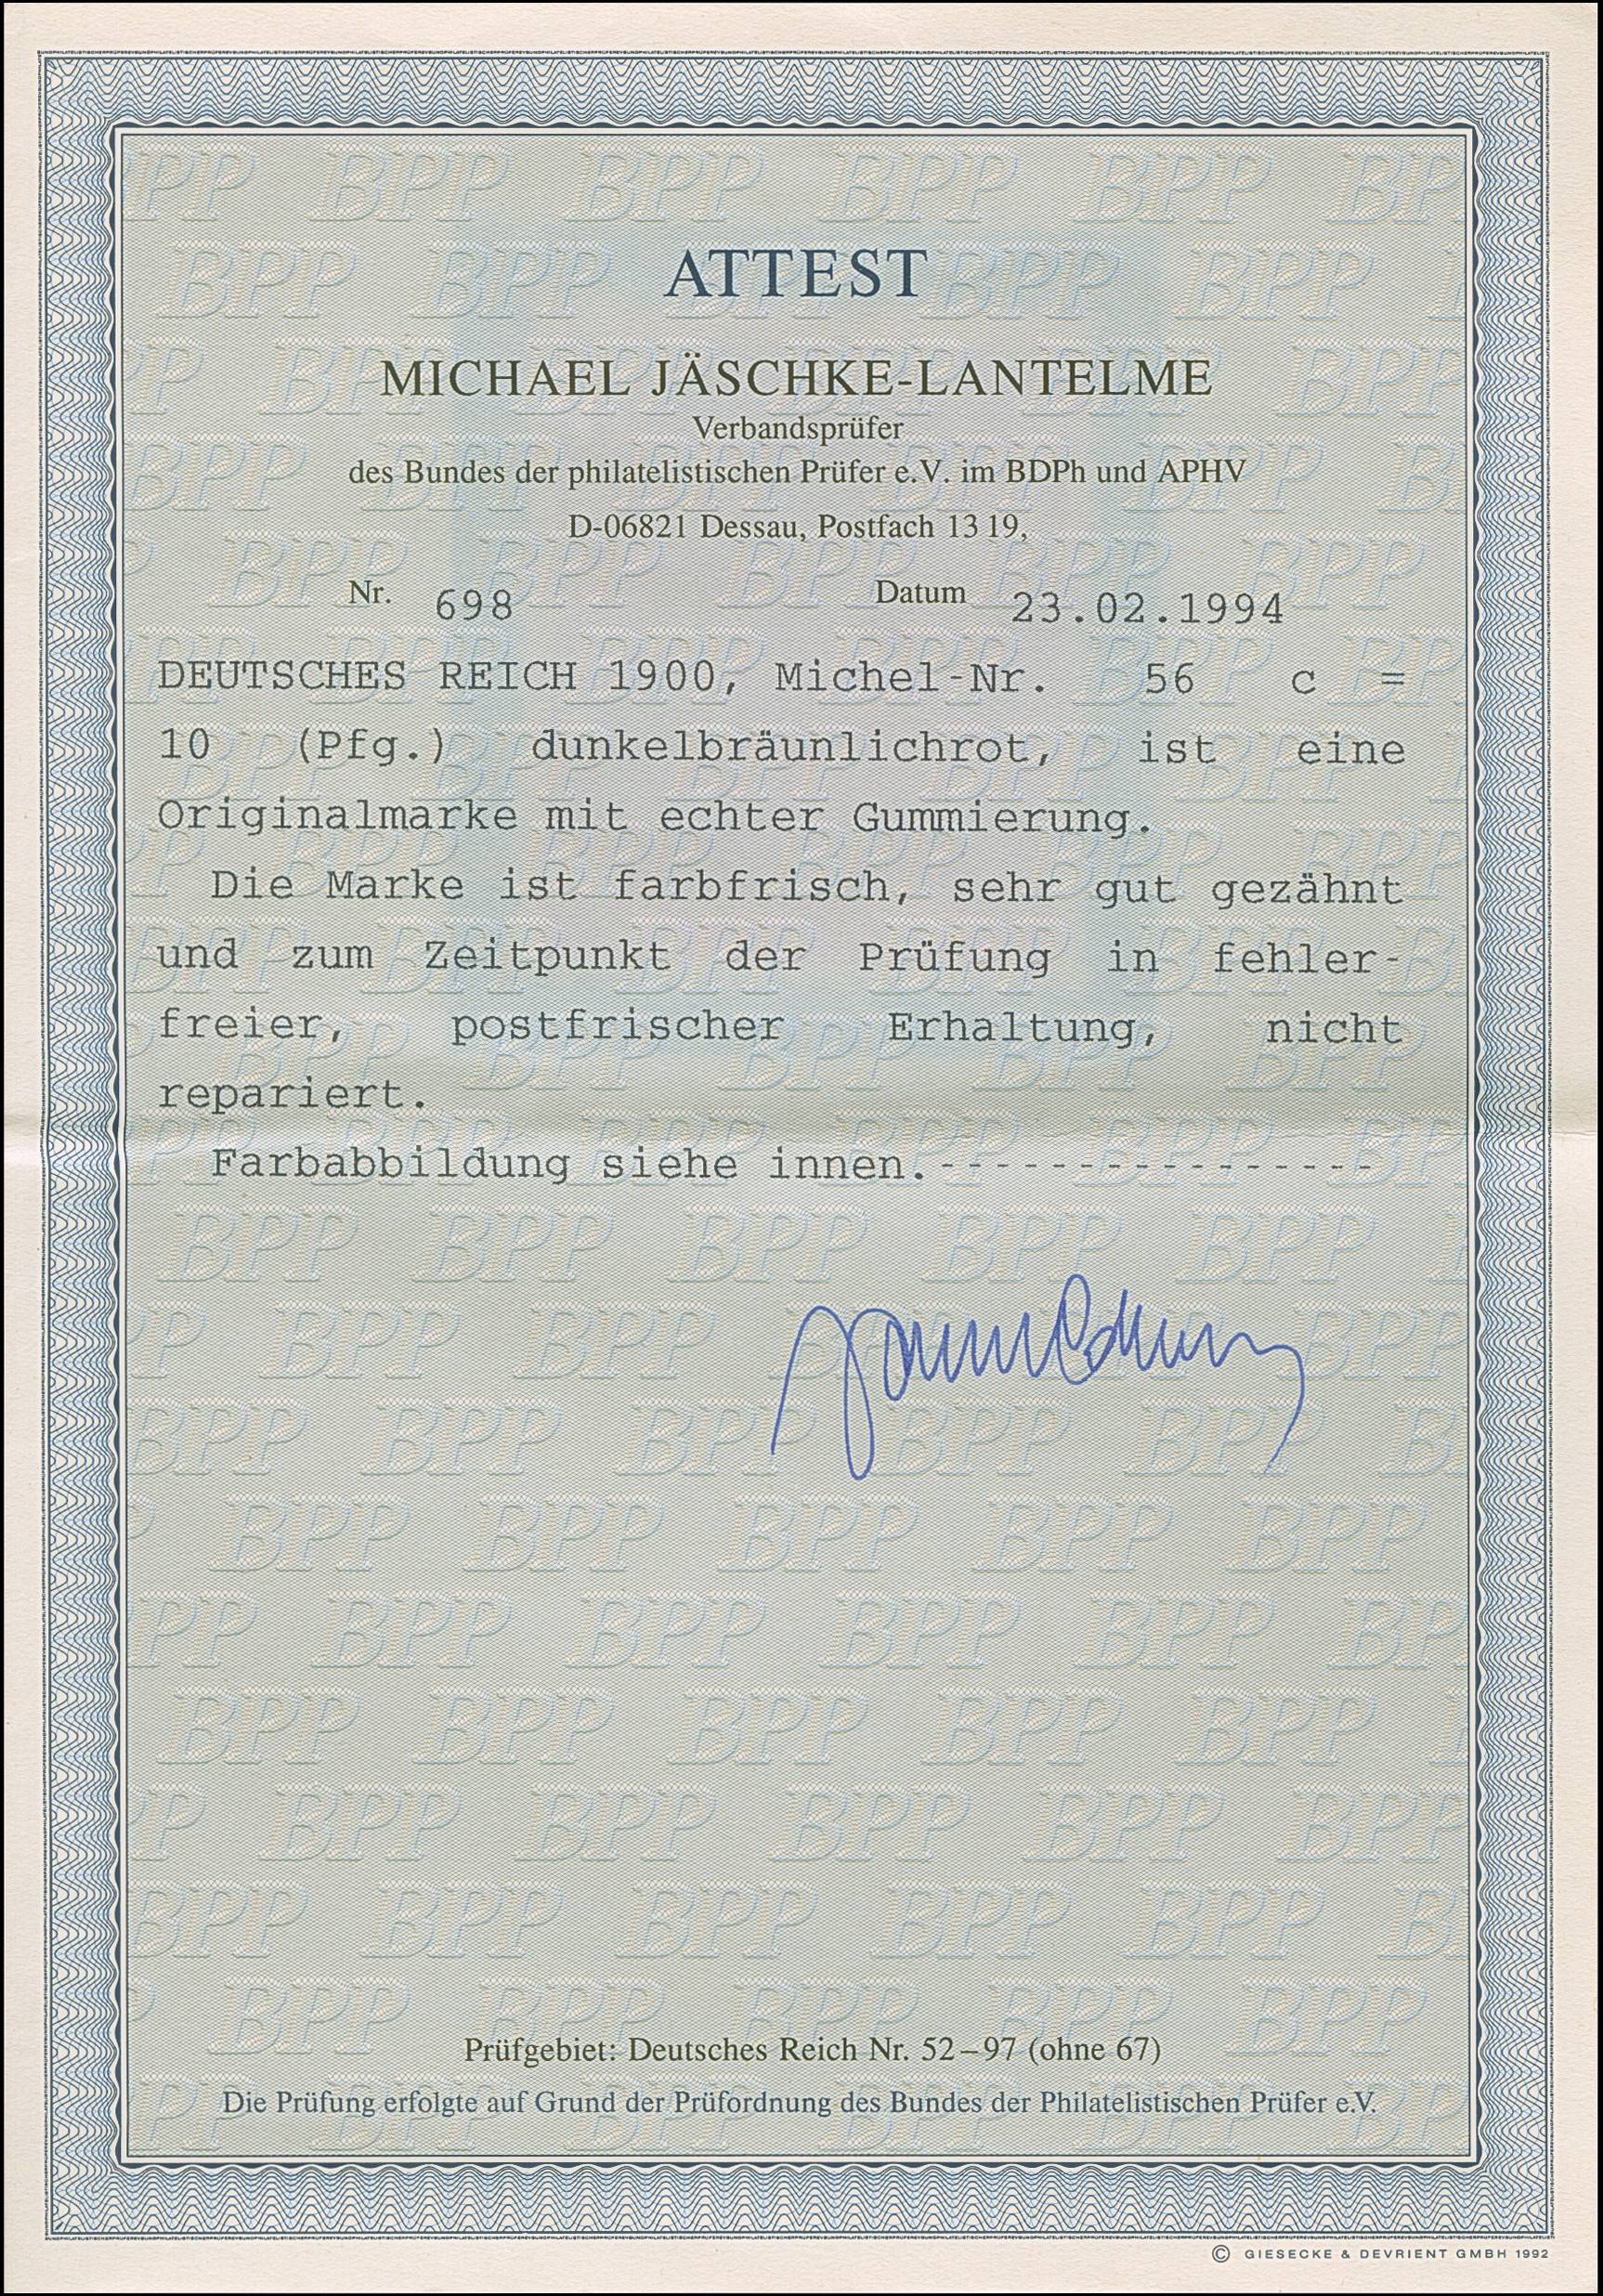 ATTEST
MICHAEL JÄSCHKE-LANTELME
Verbandsprüfer
des Bundes der philatelistischen Prüfer e.V. im BDPh und APHV
D-06821 Dessau, Postfach 13 19,
Nr. 698 Datum 23.02.1994
DEUTSCHES REICH 1900, Michel-Nr. 56 c =
10 (Pfg.) dunkelbräunlichrot, ist eine
Originalmarke mit echter Gummierung.
Die Marke ist farbfrisch, sehr gut gezähnt
und zum Zeitpunkt der Prüfung in fehler-
freier, postfrischer Erhaltung, nicht
repariert.
Farbabbildung siehe innen.----------------
Prüfgebiet: Deutsches Reich Nr. 52–97 (ohne 67)
Die Prüfung erfolgte auf Grund der Prüfordnung des Bundes der Philatelistischen Prüfer e.V.
© GIESECKE & DEVRIENT GMBH 1992